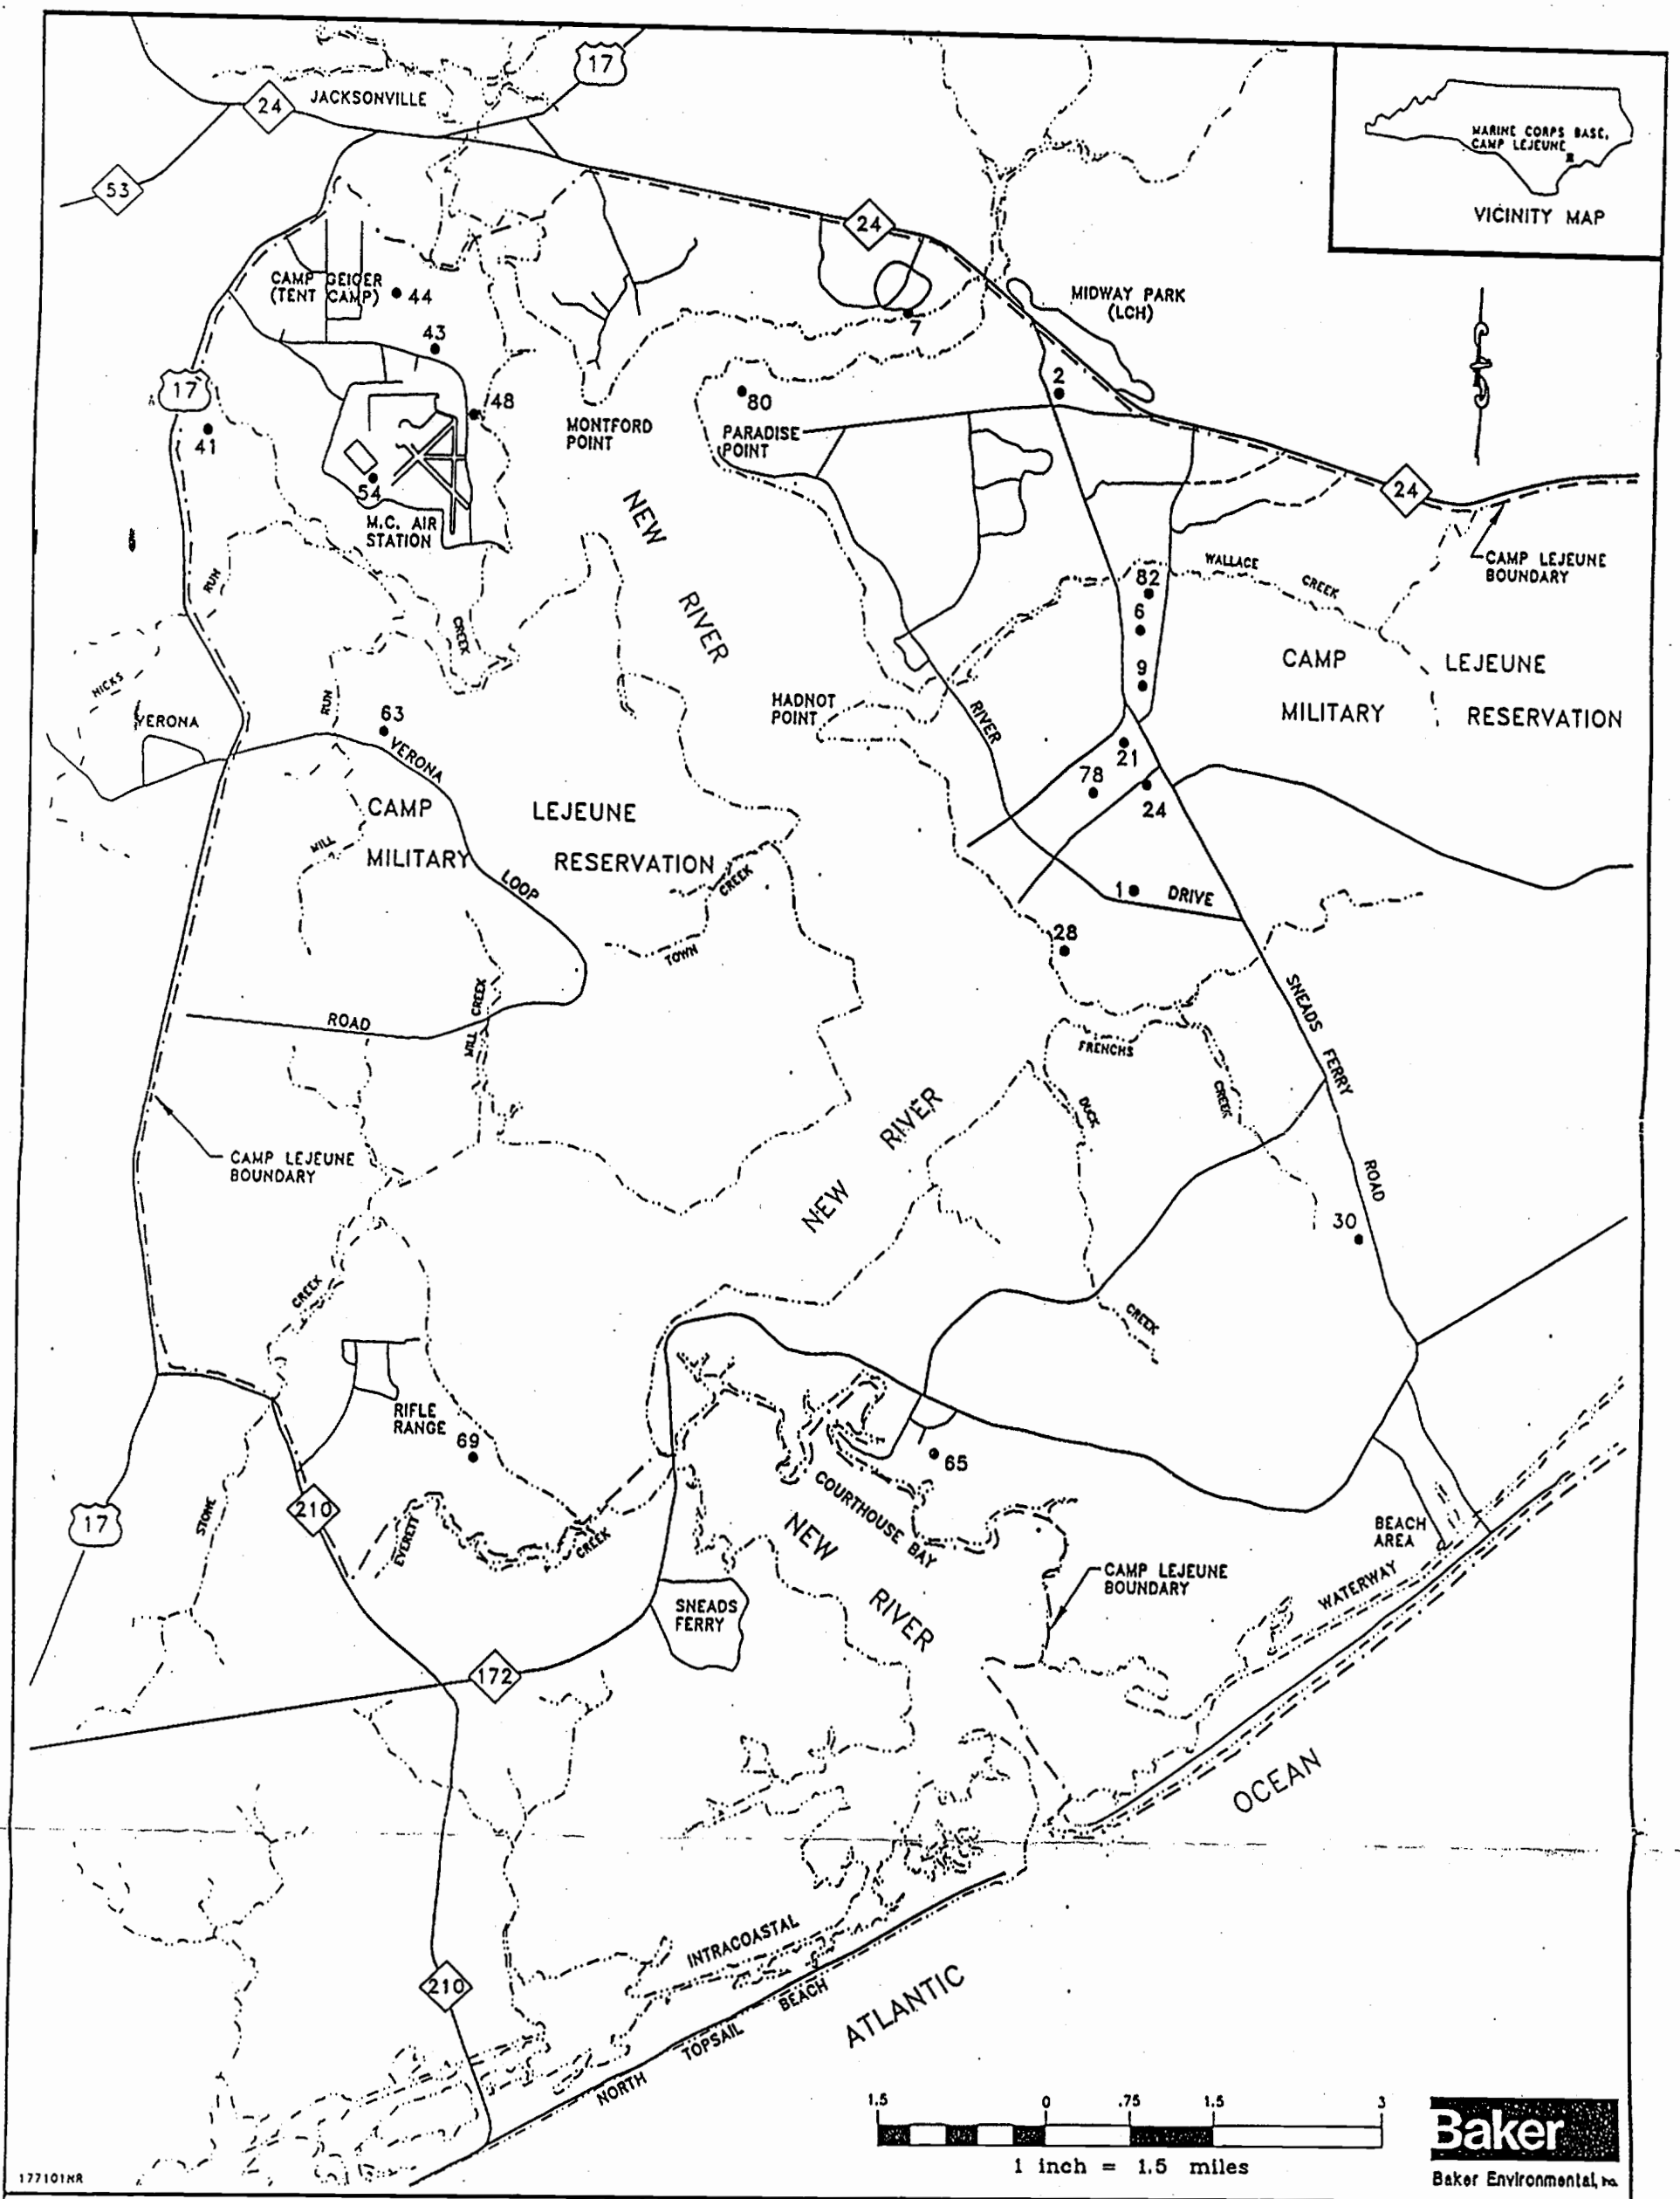 17
24
JACKSONVILLE
53
MARINE CORPS BASE,
CAMP LEJEUNE
VICINITY MAP
24
CAMP GEIGER
(TENT CAMP)
44
MIDWAY PARK
(LCH)
7
43
17
2
48
80
41
MONTFORD
POINT
PARADISE
POINT
54
24
M.C. AIR
STATION
NEW
RIVER
CAMP LEJEUNE
BOUNDARY
WALLACE
CREEK
82
6
RUN
CREEK
9
CAMP LEJEUNE
MILITARY RESERVATION
HICKS
VERONA
RUN
63
VERONA
HADNOT
POINT
RIVER
21
78
24
CAMP LEJEUNE
MILITARY RESERVATION
MILL
LOOP
CREEK
TOWN
1
DRIVE
28
SNEADS
FERRY
ROAD
MILL CREEK
ROAD
FRENCHS
CREEK
DUCK
CREEK
RIVER
NEW
CAMP LEJEUNE
BOUNDARY
30
CREEK
STONE
RIFLE
RANGE
69
65
COURTHOUSE BAY
17
210
EVERETT
CREEK
NEW
RIVER
BEACH
AREA
CAMP LEJEUNE
BOUNDARY
SNEADS
FERRY
WATERWAY
172
OCEAN
INTRACOASTAL
210
NORTH TOPSAIL BEACH
ATLANTIC
1.5 0 .75 1.5 3
1 inch = 1.5 miles
Baker
Baker Environmental, Inc.
177101NR